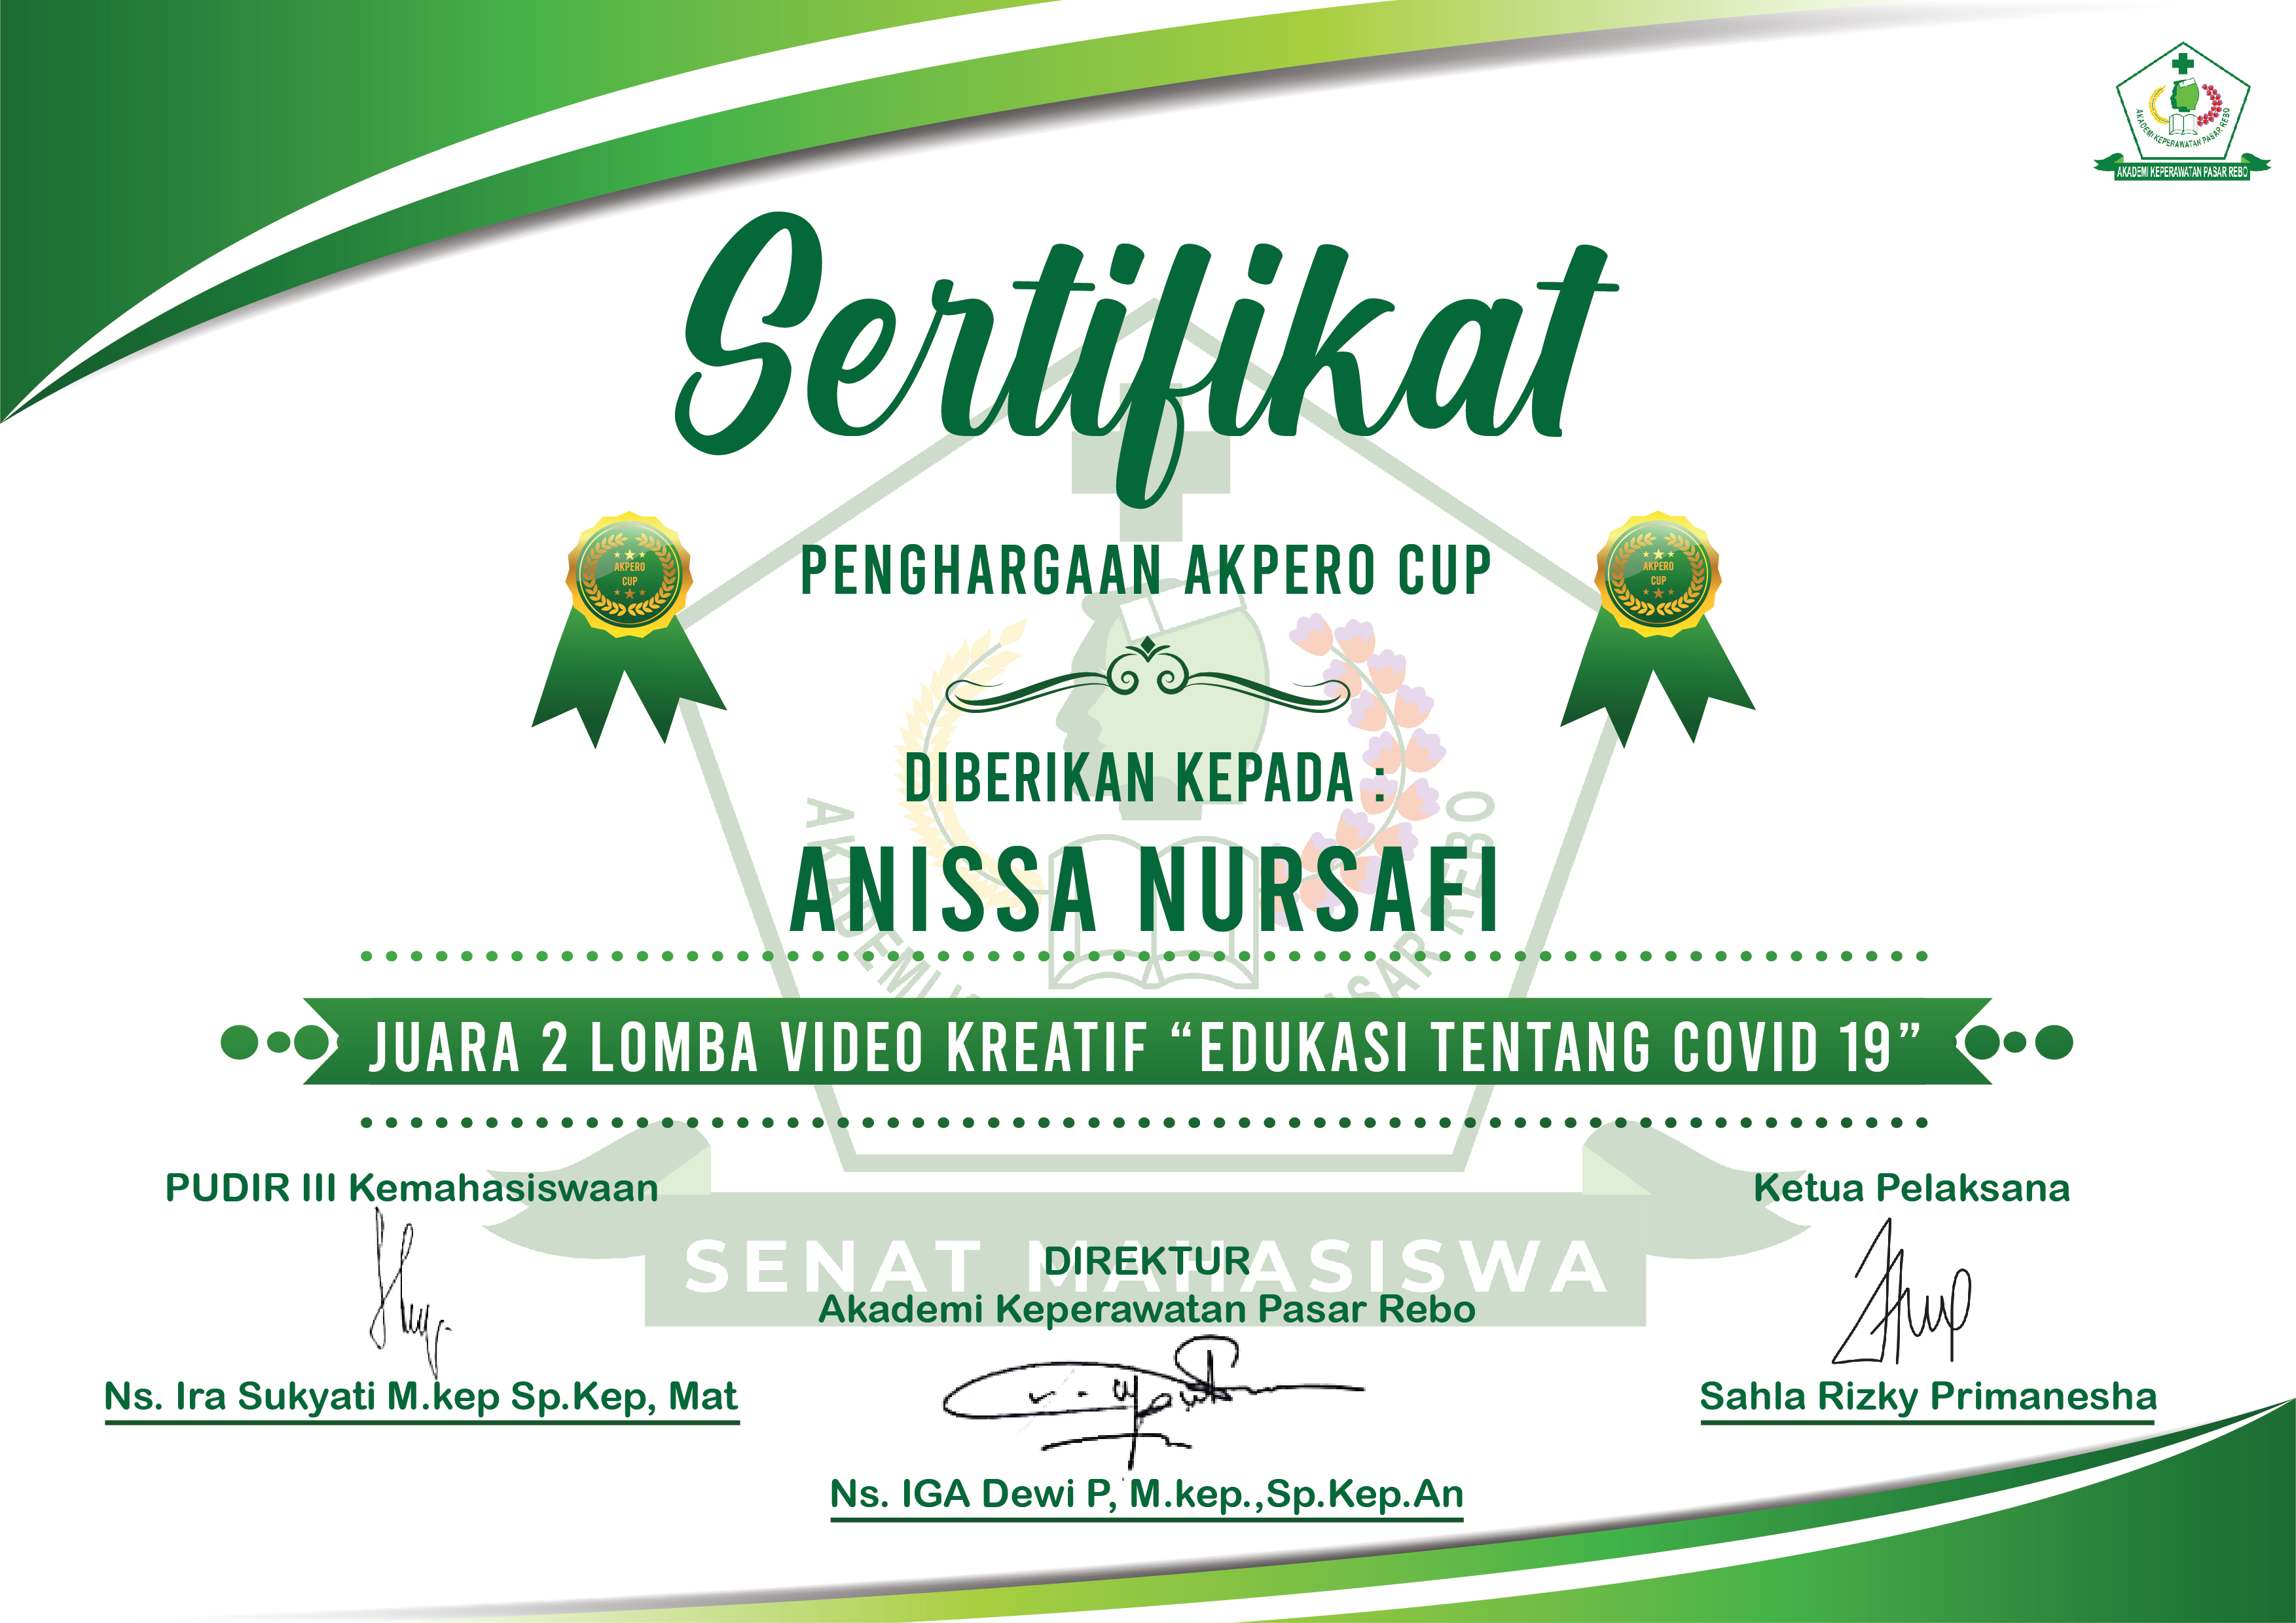 AKADEMI KEPERAWATAN PASAR REBO
AKADEMI KEPERAWATAN PASAR REBO
Sertifikat
PENGHARGAAN AKPERO CUP
AKPERO
CUP
AKPERO
CUP
DIBERIKAN KEPADA :
ANISSA NURSAFI
JUARA 2 LOMBA VIDEO KREATIF “EDUKASI TENTANG COVID 19”
PUDIR III Kemahasiswaan
Ketua Pelaksana
SENAT MAHASISWA
DIREKTUR
Akademi Keperawatan Pasar Rebo
Ns. Ira Sukyati M.kep Sp.Kep, Mat
Sahla Rizky Primanesha
Ns. IGA Dewi P, M.kep.,Sp.Kep.An